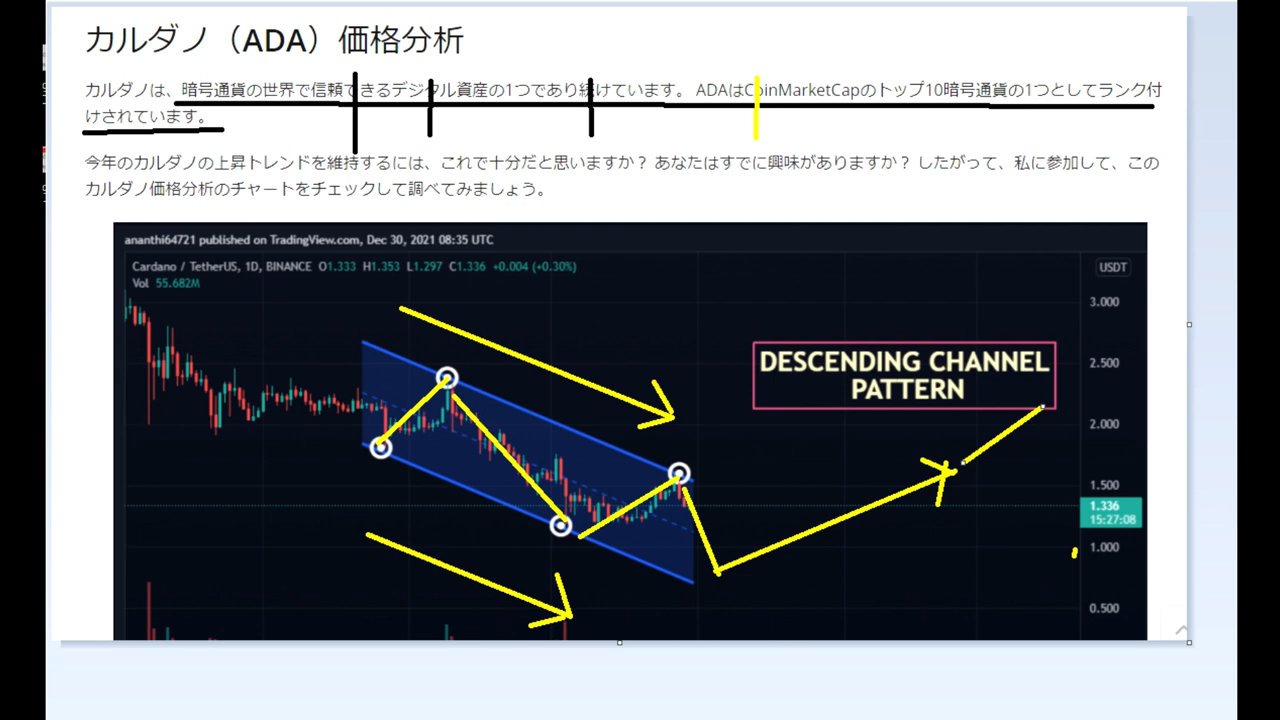 カルダノ（ADA）価格分析
カルダノは、暗号通貨の世界で信頼できるデジタル資産の1つであり続けています。 ADAはCoinMarketCapのトップ10暗号通貨の1つとしてランク付
けされています。
今年のカルダノの上昇トレンドを維持するには、これで十分だと思いますか？ あなたはすでに興味がありますか？ したがって、私に参加して、この
カルダノ価格分析のチャートをチェックして調べてみましょう。
ananthi64721 published on TradingView.com, Dec 30, 2021 08:35 UTC
Cardano / TetherUS, 1D, BINANCE O1.333 H1.353 L1.297 C1.336 +0.004 (+0.30%)
USDT
Vol 55.682M
3.000
DESCENDING CHANNEL
PATTERN
2.500
2.000
1.500
1.336
15:27:08
1.000
0.500